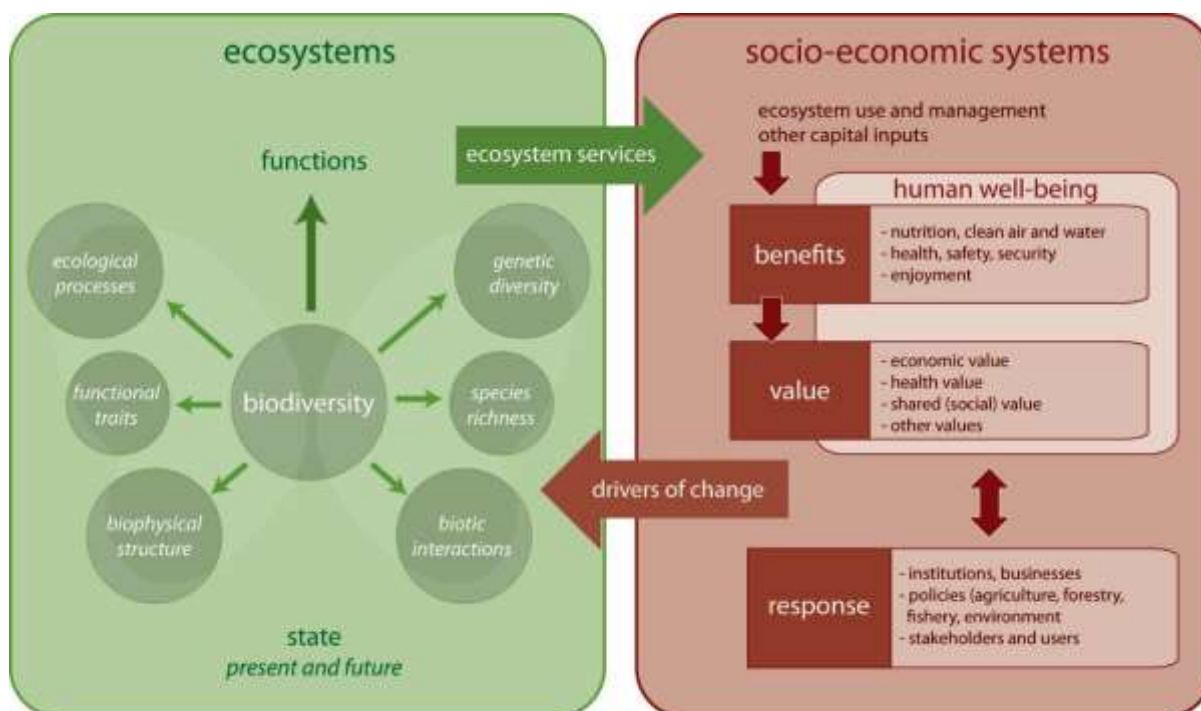 ecosystems
functions
ecological
processes
genetic
diversity
functional
traits
biodiversity
species
richness
biophysical
structure
biotic
interactions
state
present and future
ecosystem services
drivers of change
socio-economic systems
ecosystem use and management
other capital inputs
human well-being
benefits
- nutrition, clean air and water
- health, safety, security
- enjoyment
value
- economic value
- health value
- shared (social) value
- other values
response
- institutions, businesses
- policies (agriculture, forestry,
fishery, environment
- stakeholders and users